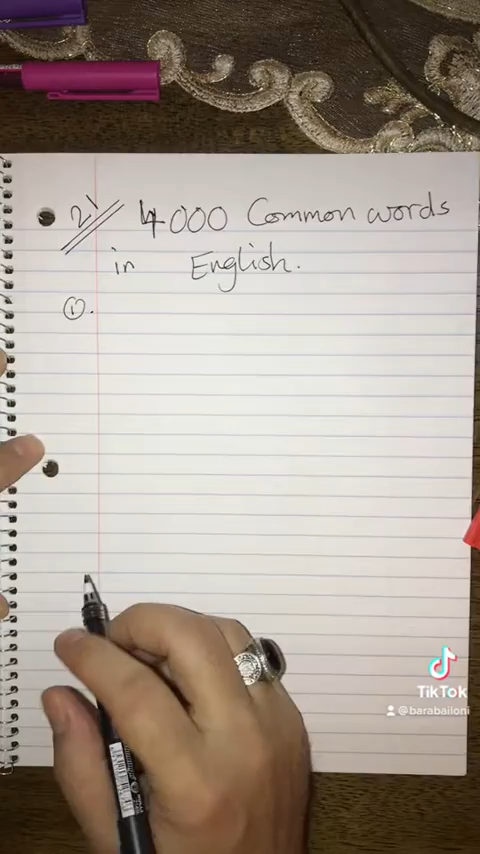 2) 4000 Common words
in English.
①.
TikTok
@barabailoni